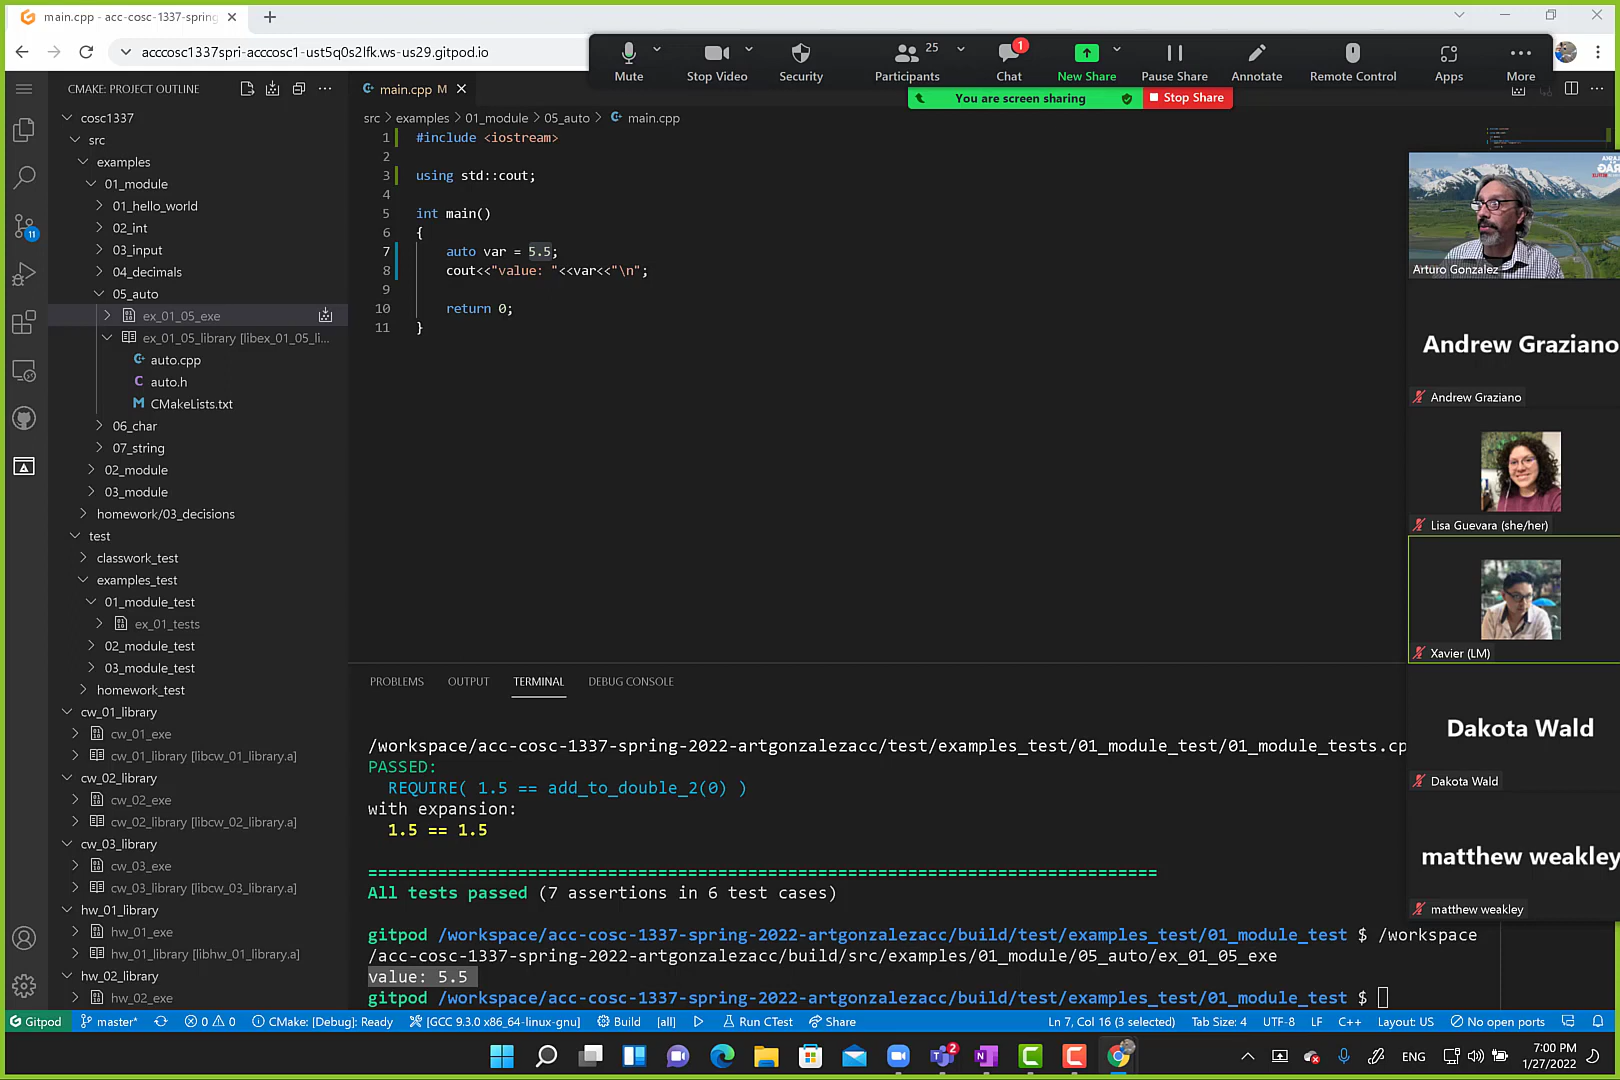 main.cpp - acc-cosc-1337-spring
acccosc1337spri-acccosc1-ust5q0s2lfk.ws-us29.gitpod.io
Mute
Stop Video
Security
25
Participants
1
Chat
New Share
Pause Share
Annotate
Remote Control
Apps
More
You are screen sharing
Stop Share
CMAKE: PROJECT OUTLINE
cosc1337
src
examples
01_module
01_hello_world
02_int
03_input
04_decimals
05_auto
ex_01_05_exe
ex_01_05_library [libex_01_05_li...
auto.cpp
auto.h
CMakeLists.txt
06_char
07_string
02_module
03_module
homework/03_decisions
test
classwork_test
examples_test
01_module_test
ex_01_tests
02_module_test
03_module_test
homework_test
cw_01_library
cw_01_exe
cw_01_library [libcw_01_library.a]
cw_02_library
cw_02_exe
cw_02_library [libcw_02_library.a]
cw_03_library
cw_03_exe
cw_03_library [libcw_03_library.a]
hw_01_library
hw_01_exe
hw_01_library [libhw_01_library.a]
hw_02_library
hw_02_exe
11
main.cpp M
src > examples > 01_module > 05_auto > main.cpp
1 #include <iostream>
2
3 using std::cout;
4
5 int main()
6 {
7 auto var = 5.5;
8 cout<<"value: "<<var<<"\n";
9
10 return 0;
11 }
PROBLEMS OUTPUT TERMINAL DEBUG CONSOLE
/workspace/acc-cosc-1337-spring-2022-artgonzalezacc/test/examples_test/01_module_test/01_module_tests.cp
PASSED:
REQUIRE( 1.5 == add_to_double_2(0) )
with expansion:
1.5 == 1.5
===============================================================================
All tests passed (7 assertions in 6 test cases)
gitpod /workspace/acc-cosc-1337-spring-2022-artgonzalezacc/build/test/examples_test/01_module_test $ /workspace
/acc-cosc-1337-spring-2022-artgonzalezacc/build/src/examples/01_module/05_auto/ex_01_05_exe
value: 5.5
gitpod /workspace/acc-cosc-1337-spring-2022-artgonzalezacc/build/test/examples_test/01_module_test $
Arturo Gonzalez
Andrew Graziano
Andrew Graziano
Lisa Guevara (she/her)
Xavier (LM)
Dakota Wald
Dakota Wald
matthew weakley
matthew weakley
Gitpod master* 0 0 CMake: [Debug]: Ready [GCC 9.3.0 x86_64-linux-gnu] Build [all] Run CTest Share Ln 7, Col 16 (3 selected) Tab Size: 4 UTF-8 LF C++ Layout: US No open ports
2
ENG
7:00 PM
1/27/2022